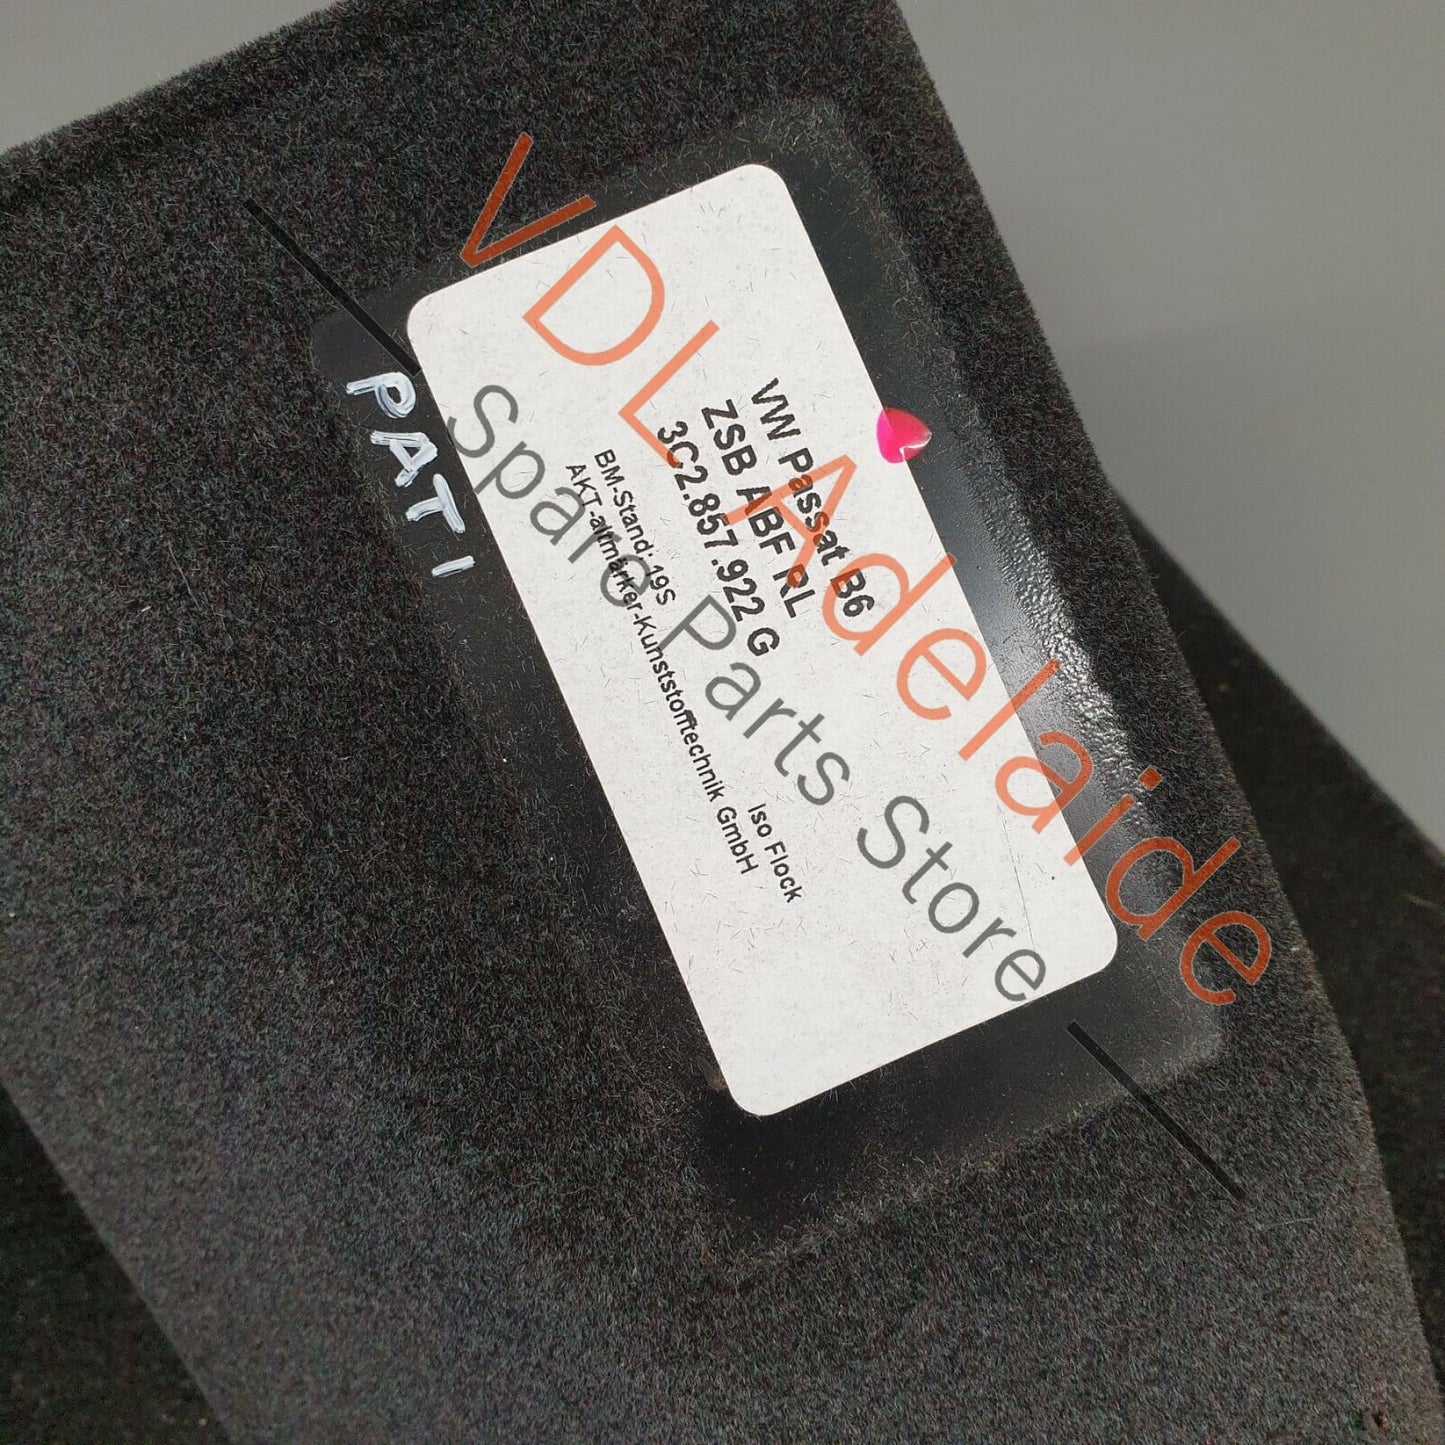 VW Passat B6
ZSB ABF RL
3C2.857.922 G
BM-Stand: 19S
Iso Flock
AKT-altmärker-Kunststofftechnik GmbH
PATI
VDL Adelaide
Spare Parts Store